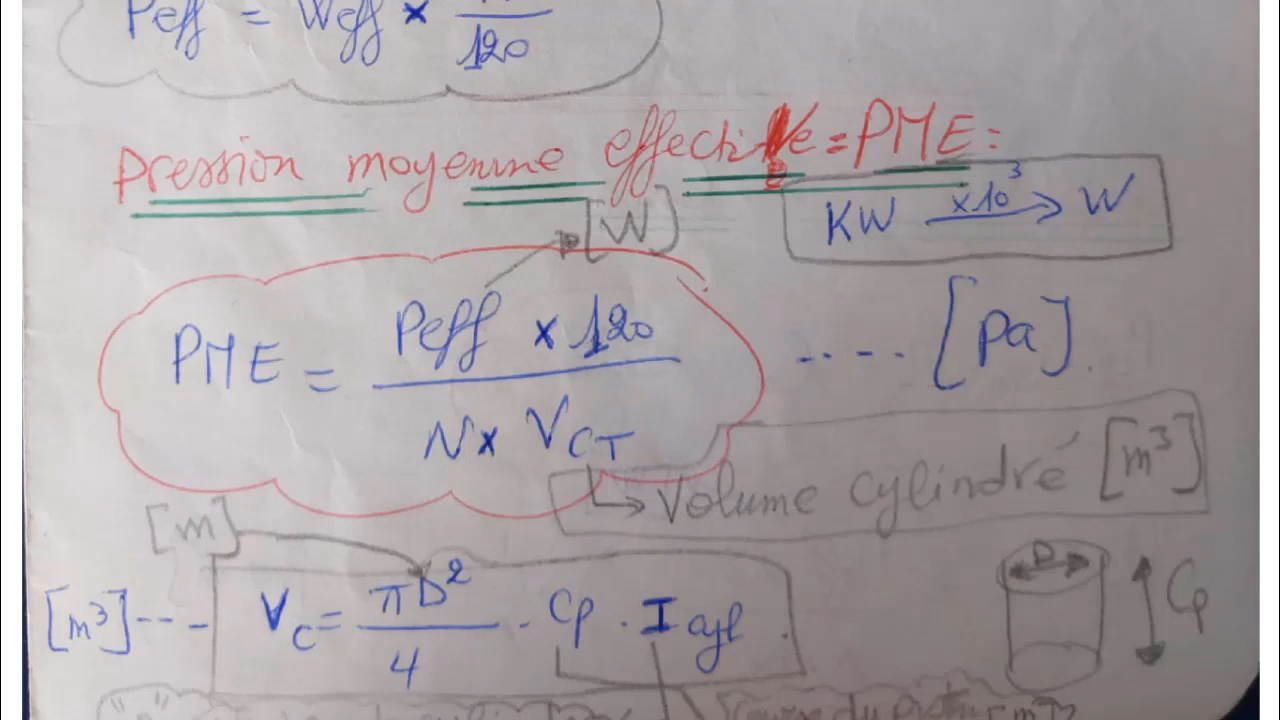 Peff = Weff × /120
Pression moyenne effective = PME :
[W]
KW ×10³ → W
PME = Peff × 120 / N × VCT .... [Pa]
↳ Volume cylindré [m³]
[m]
[m³] --- Vc = πD²/4 . Cp . I cyl
D
Cp